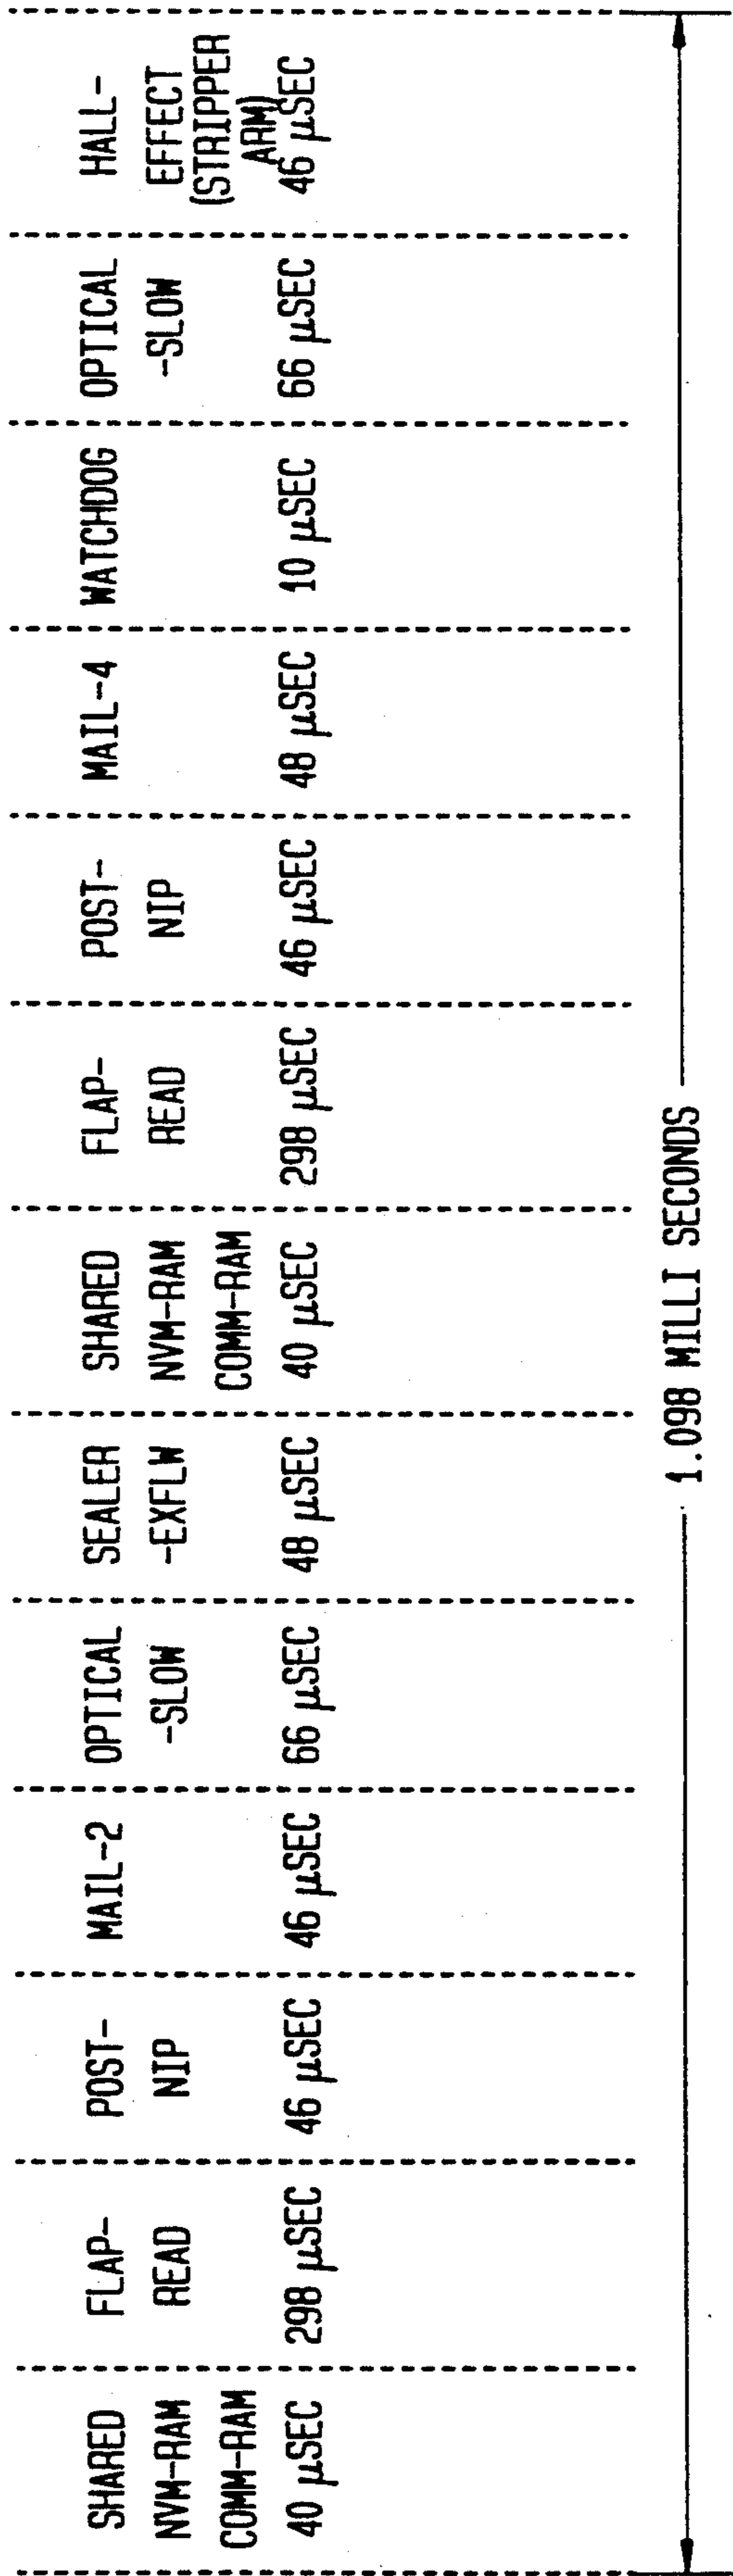 SHARED
NVM-RAM
COMM-RAM
40 µSEC
FLAP-
READ
298 µSEC
POST-
NIP
46 µSEC
MAIL-2
46 µSEC
OPTICAL
-SLOW
66 µSEC
SEALER
-EXFLW
48 µSEC
SHARED
NVM-RAM
COMM-RAM
40 µSEC
FLAP-
READ
298 µSEC
POST-
NIP
46 µSEC
MAIL-4
48 µSEC
WATCHDOG
10 µSEC
OPTICAL
-SLOW
66 µSEC
HALL-
EFFECT
(STRIPPER
ARM)
46 µSEC
1.098 MILLI SECONDS